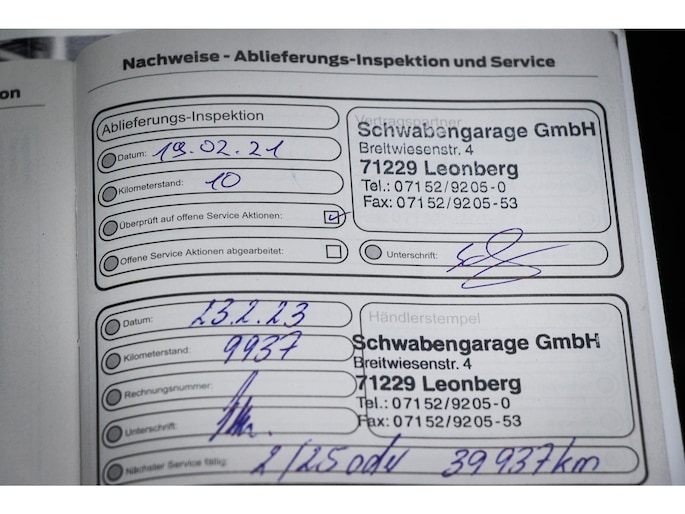 on
Nachweise - Ablieferungs-Inspektion und Service
Ablieferungs-Inspektion
Datum: 19.02.21
Kilometerstand: 10
Überprüft auf offene Service Aktionen:
Offene Service Aktionen abgearbeitet:
Vertragspartner
Schwabengarage GmbH
Breitwiesenstr. 4
71229 Leonberg
Tel.: 07152/9205-0
Fax: 07152/9205-53
Unterschrift:
Datum: 23.2.23
Kilometerstand: 9937
Rechnungsnummer:
Unterschrift:
Händlerstempel
Schwabengarage GmbH
Breitwiesenstr. 4
71229 Leonberg
Tel.: 07152/9205-0
Fax: 07152/9205-53
Nächster Service fällig: 2/25 oder 39937km